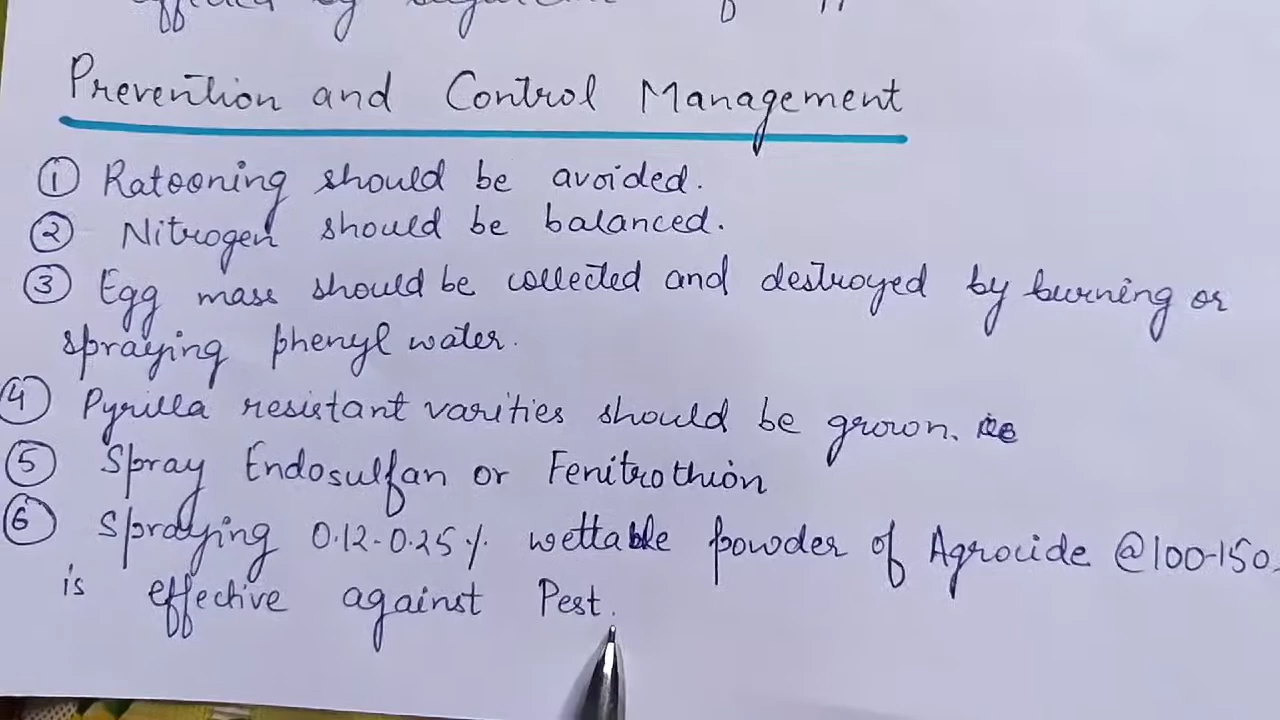 affected by
Prevention and Control Management
① Ratooning should be avoided.
② Nitrogen should be balanced.
③ Egg mass should be collected and destroyed by burning or
spraying phenyl water.
④ Pyrilla resistant varities should be grown.
⑤ Spray Endosulfan or Fenitrothion
⑥ Spraying 0.12-0.25% wettable powder of Agrocide @100-150
is effective against Pest.